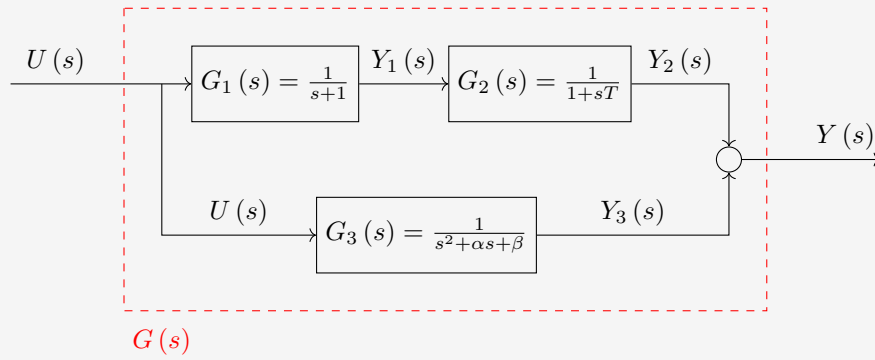 U(s)
G₁(s) = 1/(s+1)
Y₁(s)
G₂(s) = 1/(1+sT)
Y₂(s)
Y(s)
U(s)
G₃(s) = 1/(s²+αs+β)
Y₃(s)
G(s)